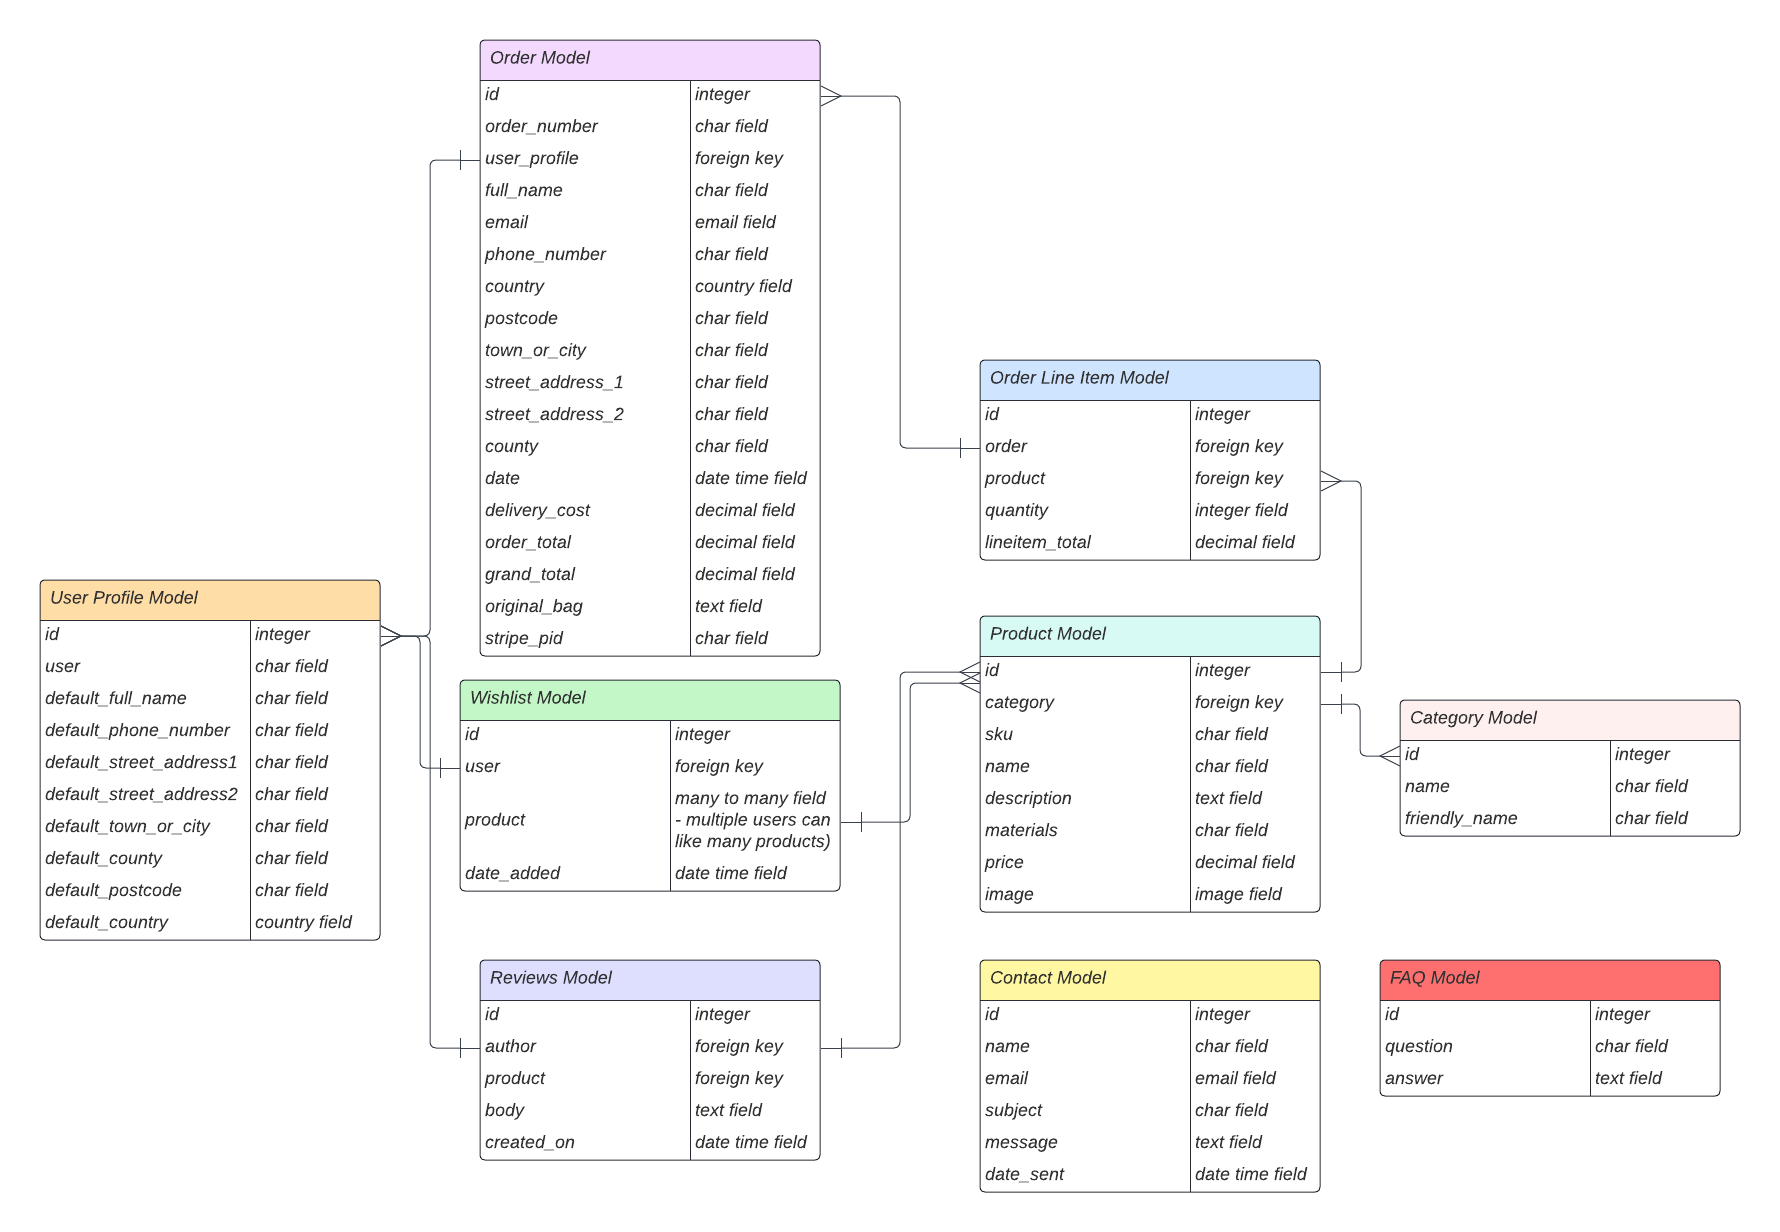 Order Model
id integer
order_number char field
user_profile foreign key
full_name char field
email email field
phone_number char field
country country field
postcode char field
town_or_city char field
street_address_1 char field
street_address_2 char field
county char field
date date time field
delivery_cost decimal field
order_total decimal field
grand_total decimal field
original_bag text field
stripe_pid char field
Order Line Item Model
id integer
order foreign key
product foreign key
quantity integer field
lineitem_total decimal field
User Profile Model
id integer
user char field
default_full_name char field
default_phone_number char field
default_street_address1 char field
default_street_address2 char field
default_town_or_city char field
default_county char field
default_postcode char field
default_country country field
Wishlist Model
id integer
user foreign key
product many to many field
- multiple users can
like many products)
date_added date time field
Product Model
id integer
category foreign key
sku char field
name char field
description text field
materials char field
price decimal field
image image field
Category Model
id integer
name char field
friendly_name char field
Reviews Model
id integer
author foreign key
product foreign key
body text field
created_on date time field
Contact Model
id integer
name char field
email email field
subject char field
message text field
date_sent date time field
FAQ Model
id integer
question char field
answer text field